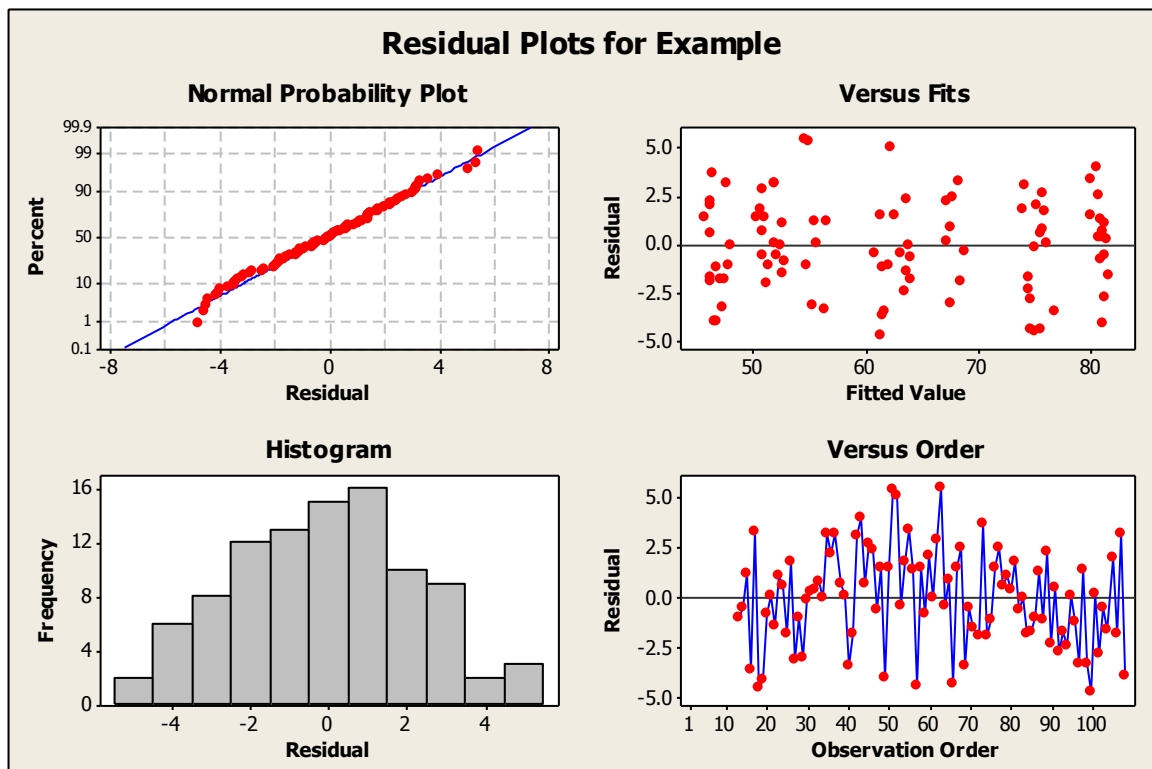 Residual Plots for Example
Normal Probability Plot
99.9
99
90
50
10
1
0.1
Percent
-8 -4 0 4 8
Residual
Versus Fits
5.0
2.5
0.0
-2.5
-5.0
Residual
50 60 70 80
Fitted Value
Histogram
16
12
8
4
0
Frequency
-4 -2 0 2 4
Residual
Versus Order
5.0
2.5
0.0
-2.5
-5.0
Residual
1 10 20 30 40 50 60 70 80 90 100
Observation Order